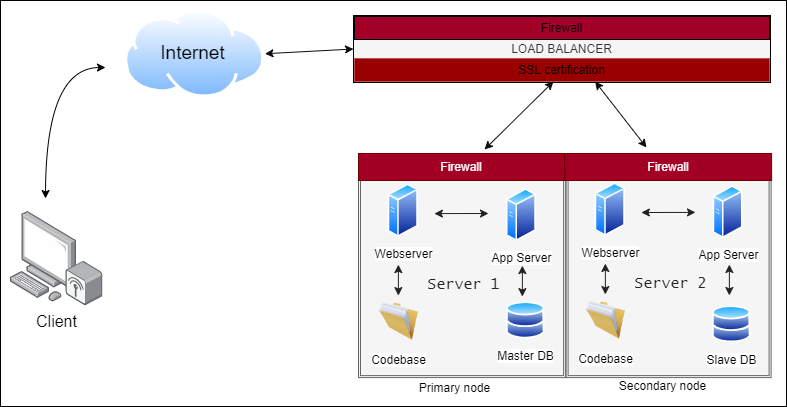 Firewall
Internet
LOAD BALANCER
SSL certification
Firewall
Firewall
Webserver
App Server
Webserver
App Server
Server 1
Server 2
Client
Codebase
Master DB
Codebase
Slave DB
Primary node
Secondary node